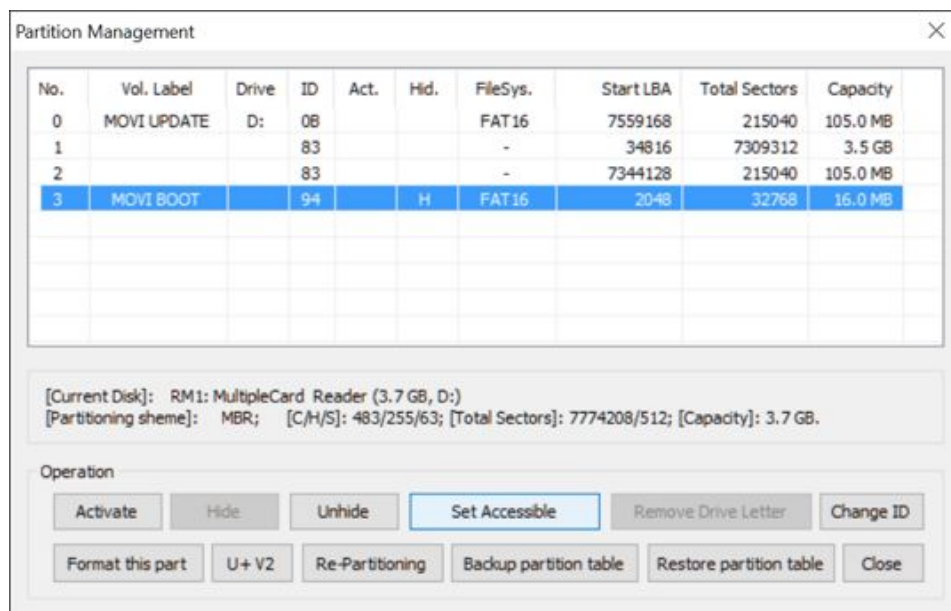 Partition Management
No. Vol. Label Drive ID Act. Hid. FileSys. Start LBA Total Sectors Capacity
0 MOVI UPDATE D: 0B FAT16 7559168 215040 105.0 MB
1 83 - 34816 7309312 3.5 GB
2 83 - 7344128 215040 105.0 MB
3 MOVI BOOT 94 H FAT16 2048 32768 16.0 MB
[Current Disk]: RM1: MultipleCard Reader (3.7 GB, D:)
[Partitioning sheme]: MBR; [C/H/S]: 483/255/63; [Total Sectors]: 7774208/512; [Capacity]: 3.7 GB.
Operation
Activate Hide Unhide Set Accessible Remove Drive Letter Change ID
Format this part U+ V2 Re-Partitioning Backup partition table Restore partition table Close